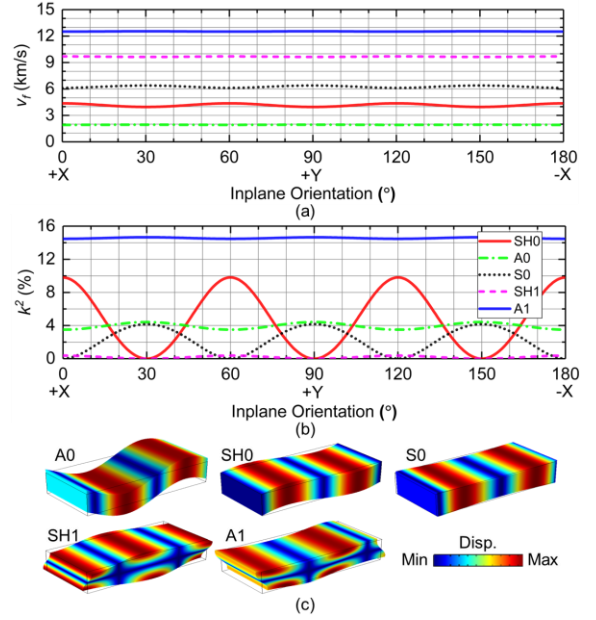 15
12
9
6
3
0
v_f (km/s)
0 30 60 90 120 150 180
+X +Y -X
Inplane Orientation (°)
(a)
16
12
8
4
0
k² (%)
SH0
A0
S0
SH1
A1
0 30 60 90 120 150 180
+X +Y -X
Inplane Orientation (°)
(b)
A0 SH0 S0
SH1 A1 Disp.
Min Max
(c)